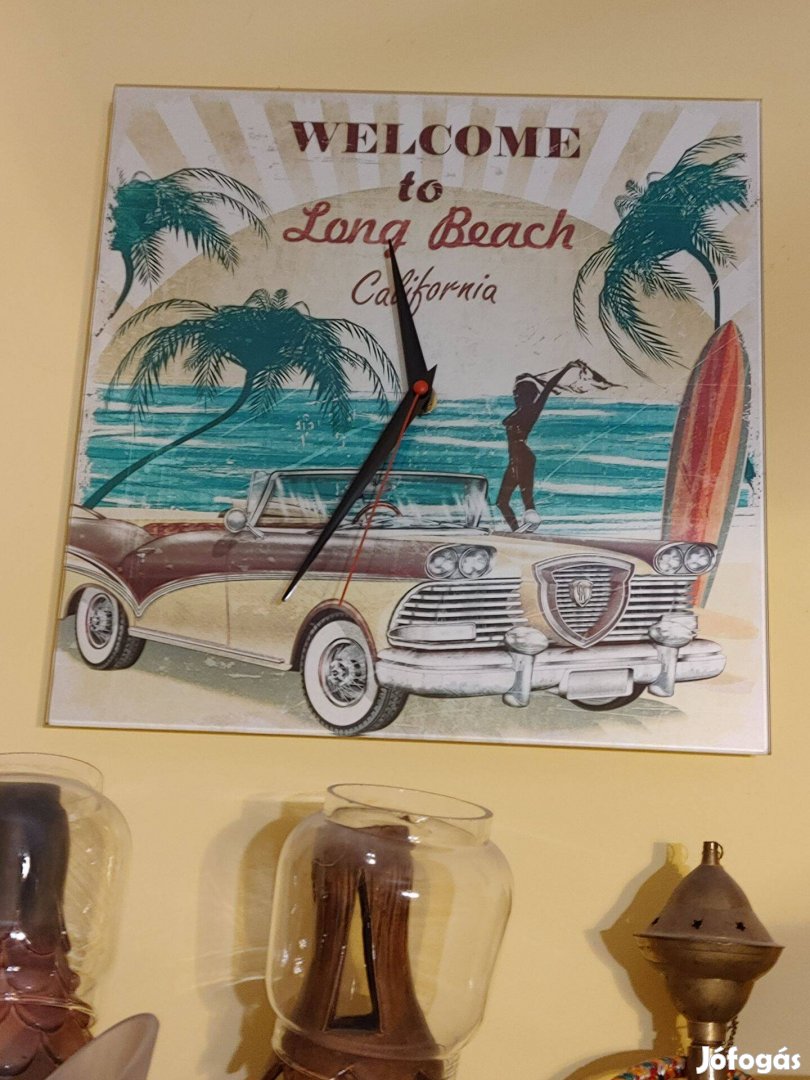 WELCOME
to
Long Beach
California
Jófogás